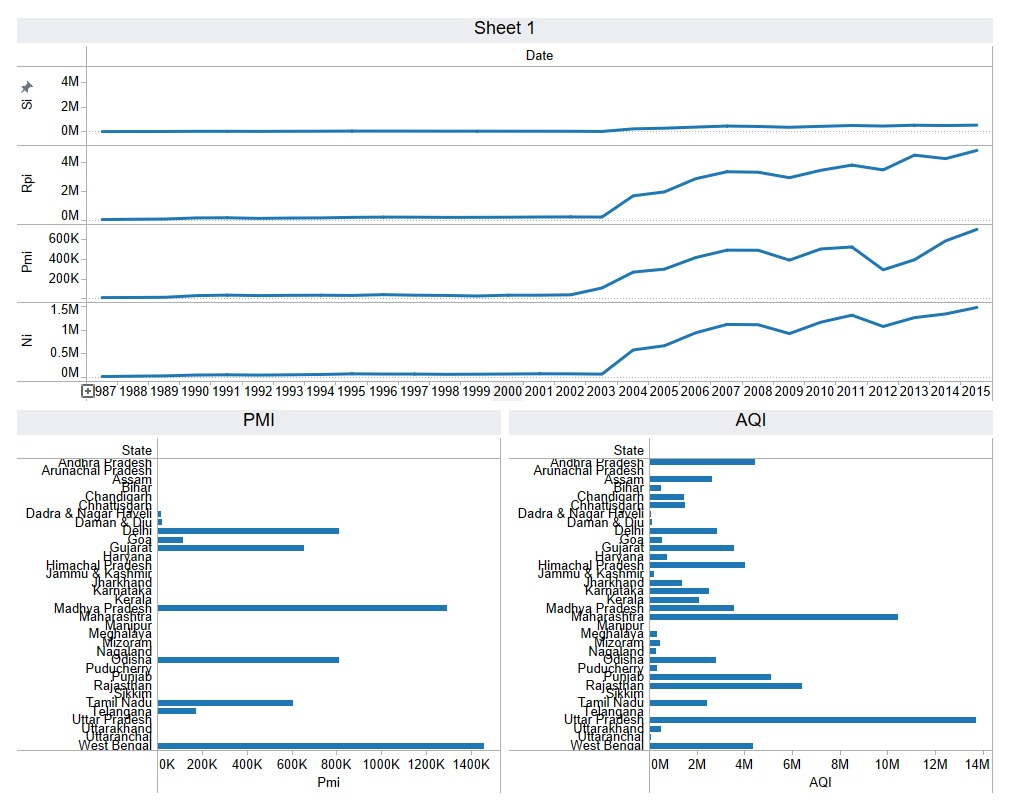 Sheet 1
Date
Si
4M
2M
0M
Rpi
4M
2M
0M
Pmi
600K
400K
200K
Ni
1.5M
1M
0.5M
0M
987 1988 1989 1990 1991 1992 1993 1994 1995 1996 1997 1998 1999 2000 2001 2002 2003 2004 2005 2006 2007 2008 2009 2010 2011 2012 2013 2014 2015
PMI
State
Andhra Pradesh
Arunachal Pradesh
Assam
Bihar
Chandigarh
Chhattisgarh
Dadra & Nagar Haveli
Daman & Diu
Delhi
Goa
Gujarat
Haryana
Himachal Pradesh
Jammu & Kashmir
Jharkhand
Karnataka
Kerala
Madhya Pradesh
Maharashtra
Manipur
Meghalaya
Mizoram
Nagaland
Odisha
Puducherry
Punjab
Rajasthan
Sikkim
Tamil Nadu
Telangana
Uttar Pradesh
Uttarakhand
Uttaranchal
West Bengal
0K 200K 400K 600K 800K 1000K 1200K 1400K
Pmi
AQI
State
Andhra Pradesh
Arunachal Pradesh
Assam
Bihar
Chandigarh
Chhattisgarh
Dadra & Nagar Haveli
Daman & Diu
Delhi
Goa
Gujarat
Haryana
Himachal Pradesh
Jammu & Kashmir
Jharkhand
Karnataka
Kerala
Madhya Pradesh
Maharashtra
Manipur
Meghalaya
Mizoram
Nagaland
Odisha
Puducherry
Punjab
Rajasthan
Sikkim
Tamil Nadu
Telangana
Uttar Pradesh
Uttarakhand
Uttaranchal
West Bengal
0M 2M 4M 6M 8M 10M 12M 14M
AQI